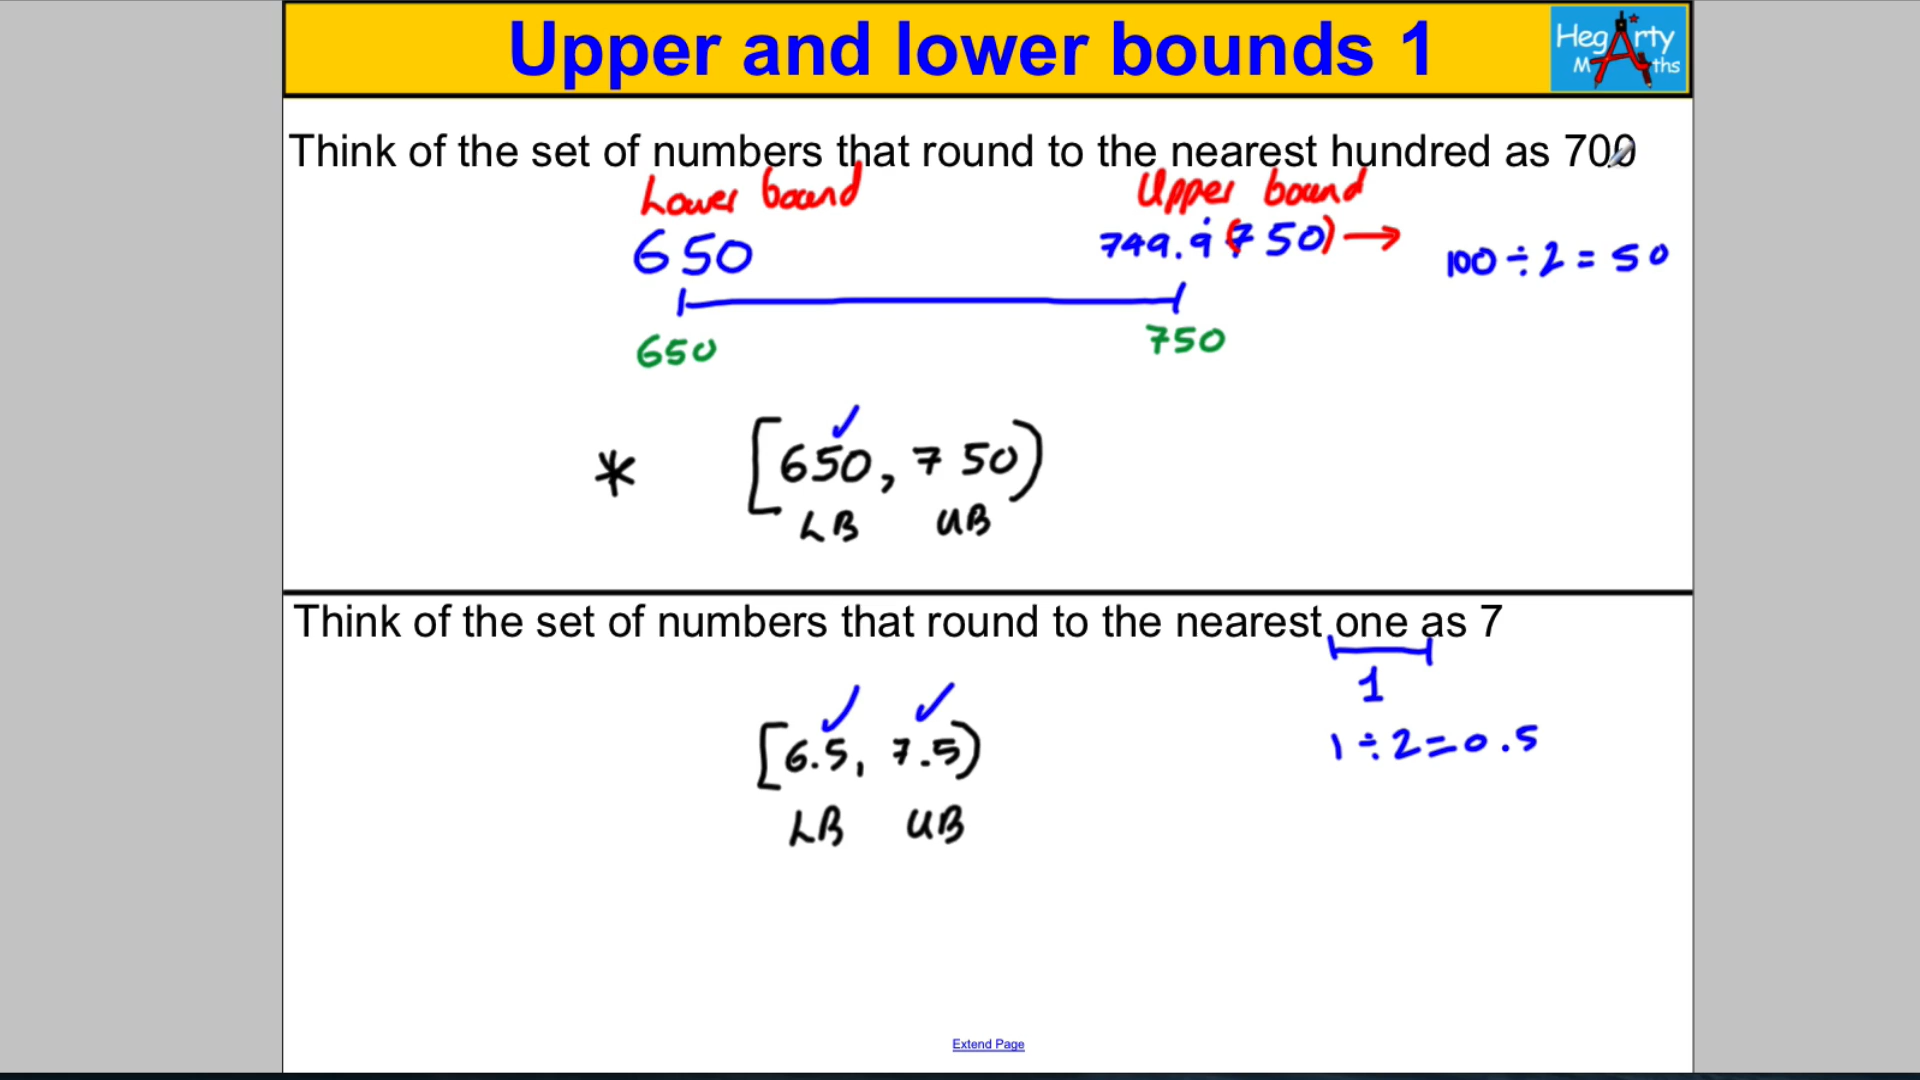 Upper and lower bounds 1
Hegarty
Maths
Think of the set of numbers that round to the nearest hundred as 700
Lower bound Upper bound
650 749.9̇ (750) → 100 ÷ 2 = 50
650 750
* [650, 750)
LB UB
Think of the set of numbers that round to the nearest one as 7
1
[6.5, 7.5) 1 ÷ 2 = 0.5
LB UB
Extend Page